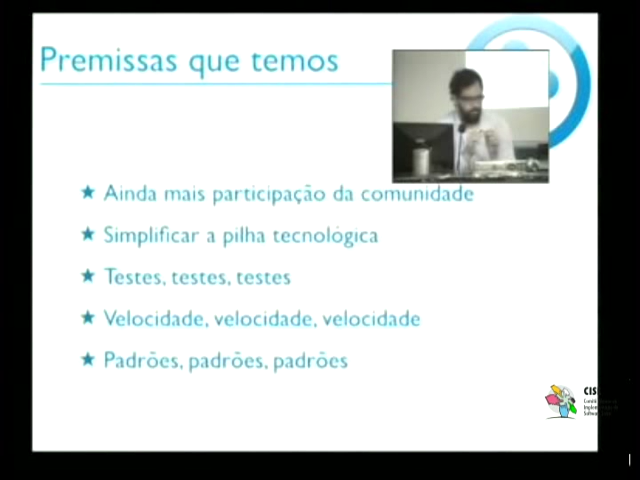 Premissas que temos
★ Ainda mais participação da comunidade
★ Simplificar a pilha tecnológica
★ Testes, testes, testes
★ Velocidade, velocidade, velocidade
★ Padrões, padrões, padrões
CIS